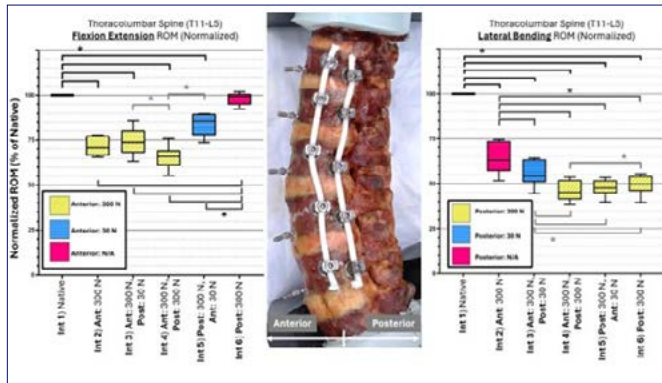 Thoracolumbar Spine (T11-L5)
Flexion Extension ROM (Normalized)
Normalized ROM (% of Native)
100
75
50
25
0
Anterior: 300 N
Anterior: 30 N
Anterior: N/A
Int 1) Native
Int 2) Ant: 300 N
Int 3) Ant: 300 N,
Post: 30 N
Int 4) Ant: 300 N,
Post: 300 N
Int 5) Post: 300 N,
Ant: 30 N
Int 6) Post: 300 N
Anterior
Posterior
Thoracolumbar Spine (T11-L5)
Lateral Bending ROM (Normalized)
100
75
50
25
0
Posterior: 300 N
Posterior: 30 N
Posterior: N/A
Int 1) Native
Int 2) Ant: 300 N
Int 3) Ant: 300 N,
Post: 30 N
Int 4) Ant: 300 N,
Post: 300 N
Int 5) Post: 300 N,
Ant: 30 N
Int 6) Post: 300 N